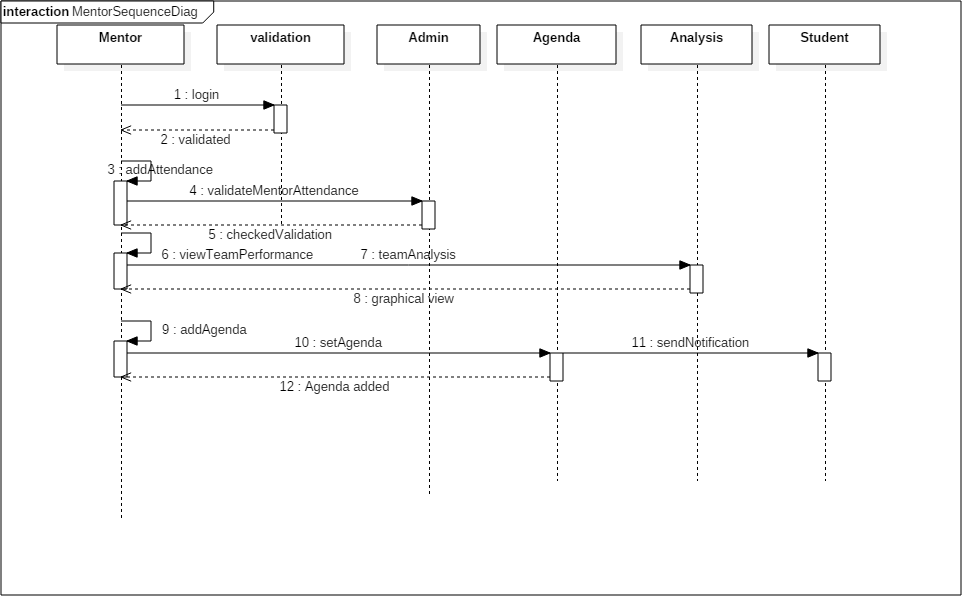 interaction MentorSequenceDiag
Mentor
validation
Admin
Agenda
Analysis
Student
1 : login
2 : validated
3 : addAttendance
4 : validateMentorAttendance
5 : checkedValidation
6 : viewTeamPerformance
7 : teamAnalysis
8 : graphical view
9 : addAgenda
10 : setAgenda
11 : sendNotification
12 : Agenda added